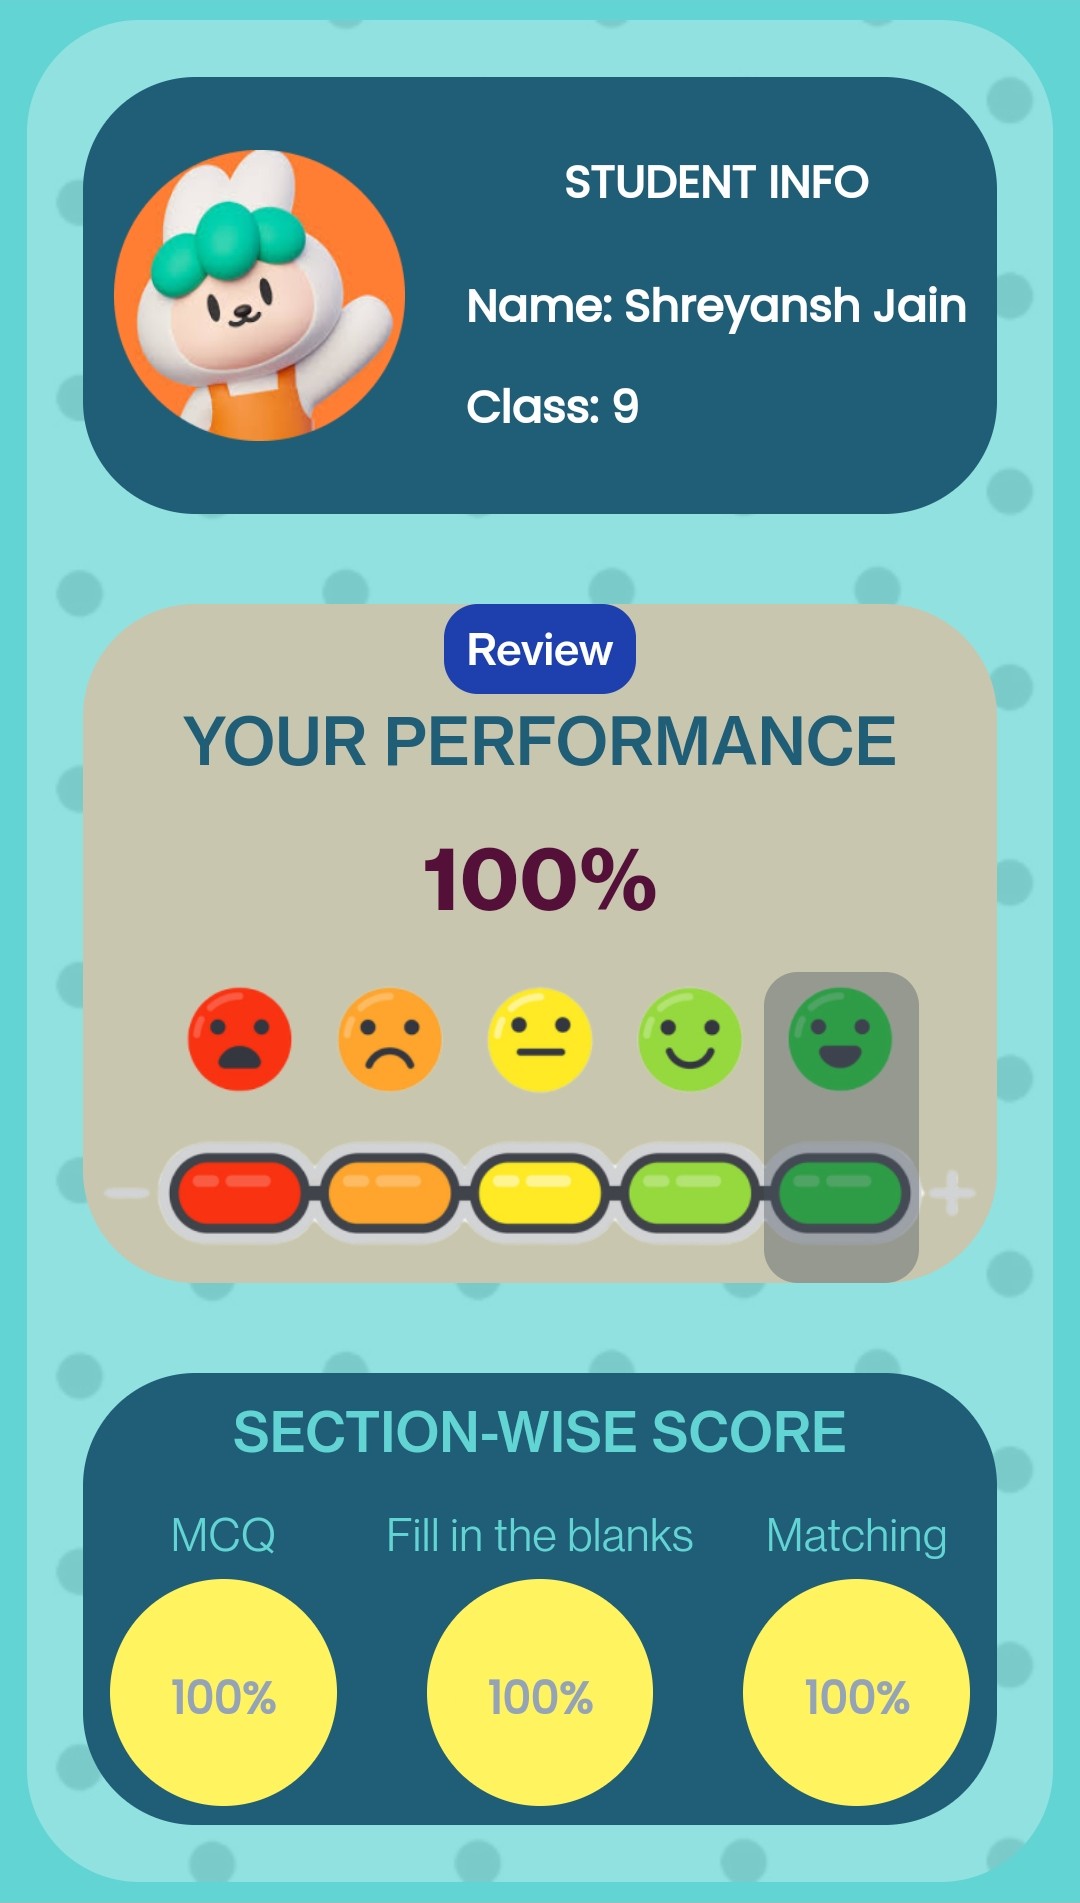 STUDENT INFO
Name: Shreyansh Jain
Class: 9
Review
YOUR PERFORMANCE
100%
SECTION-WISE SCORE
MCQ Fill in the blanks Matching
100% 100% 100%